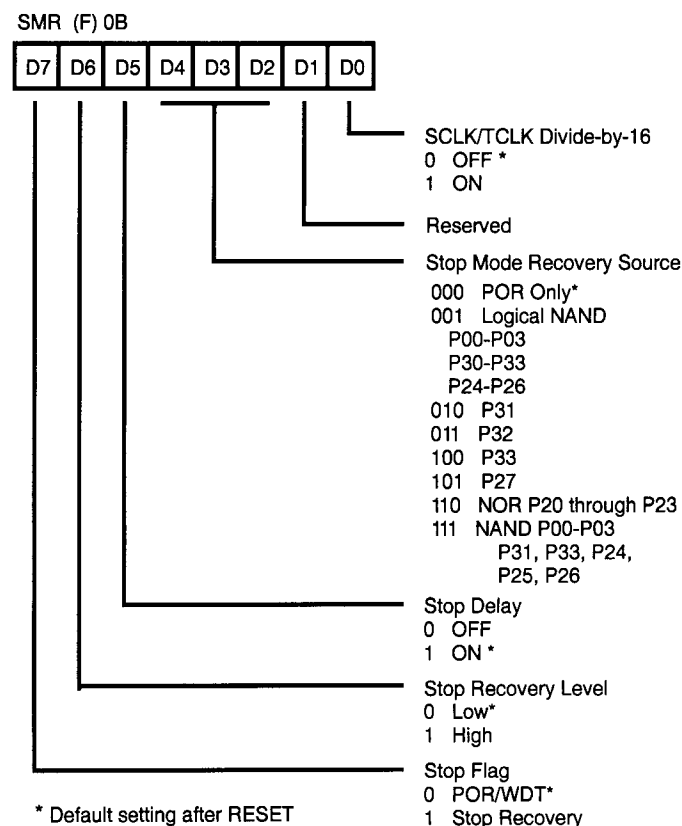 SMR (F) 0B
D7 D6 D5 D4 D3 D2 D1 D0
SCLK/TCLK Divide-by-16
0 OFF *
1 ON
Reserved
Stop Mode Recovery Source
000 POR Only*
001 Logical NAND
P00-P03
P30-P33
P24-P26
010 P31
011 P32
100 P33
101 P27
110 NOR P20 through P23
111 NAND P00-P03
P31, P33, P24,
P25, P26
Stop Delay
0 OFF
1 ON *
Stop Recovery Level
0 Low*
1 High
Stop Flag
0 POR/WDT*
1 Stop Recovery
* Default setting after RESET